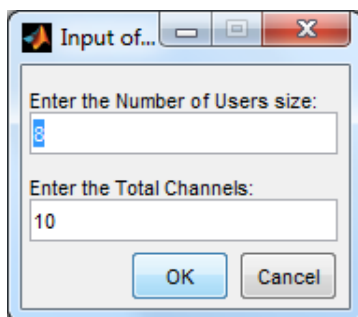 Input of...
Enter the Number of Users size:
8
Enter the Total Channels:
10
OK
Cancel